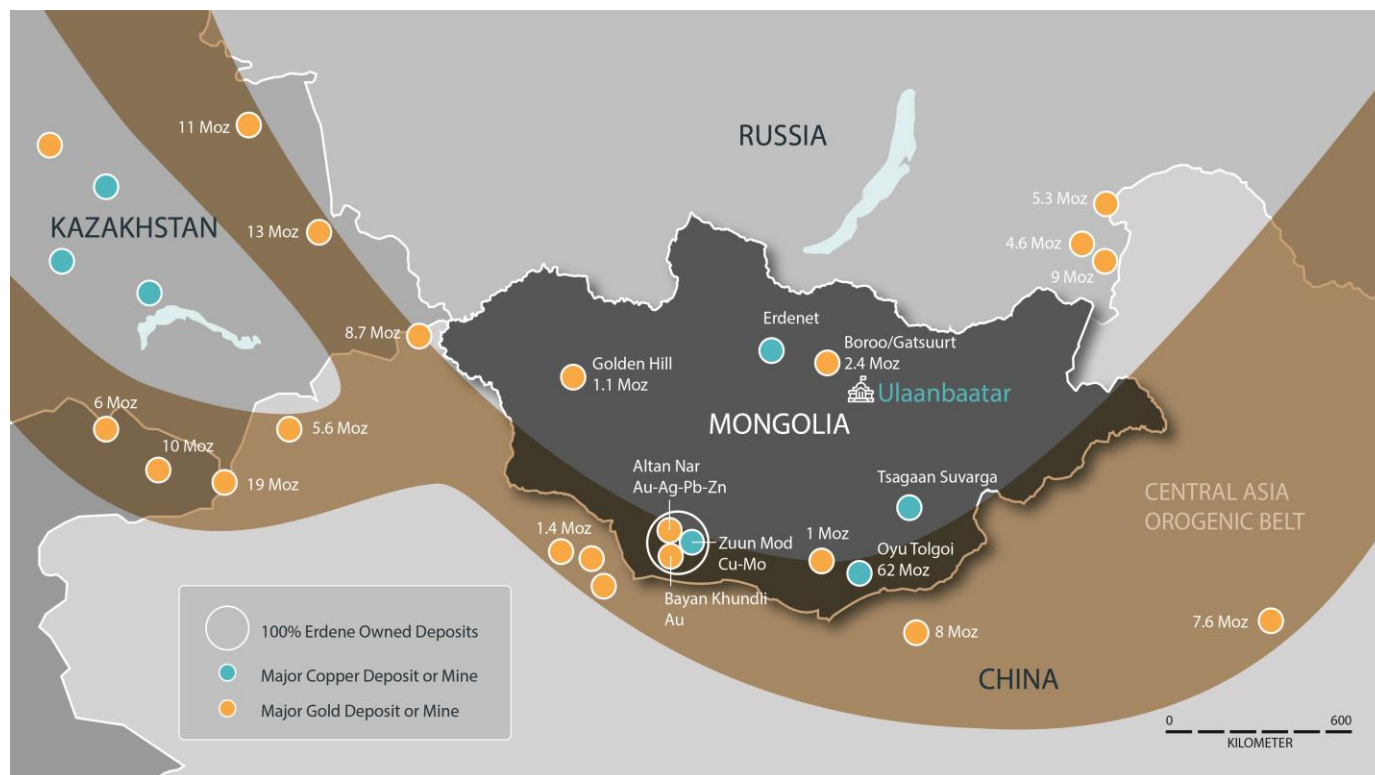 RUSSIA
11 Moz
KAZAKHSTAN
13 Moz
5.3 Moz
4.6 Moz
9 Moz
8.7 Moz
Erdenet
Boroo/Gatsuurt
2.4 Moz
Golden Hill
1.1 Moz
Ulaanbaatar
MONGOLIA
6 Moz
5.6 Moz
10 Moz
19 Moz
Altan Nar
Au-Ag-Pb-Zn
Tsagaan Suvarga
CENTRAL ASIA
OROGENIC BELT
1.4 Moz
Zuun Mod
Cu-Mo
1 Moz
Oyu Tolgoi
62 Moz
Bayan Khundii
Au
8 Moz
7.6 Moz
CHINA
100% Erdene Owned Deposits
Major Copper Deposit or Mine
Major Gold Deposit or Mine
0 600
KILOMETER